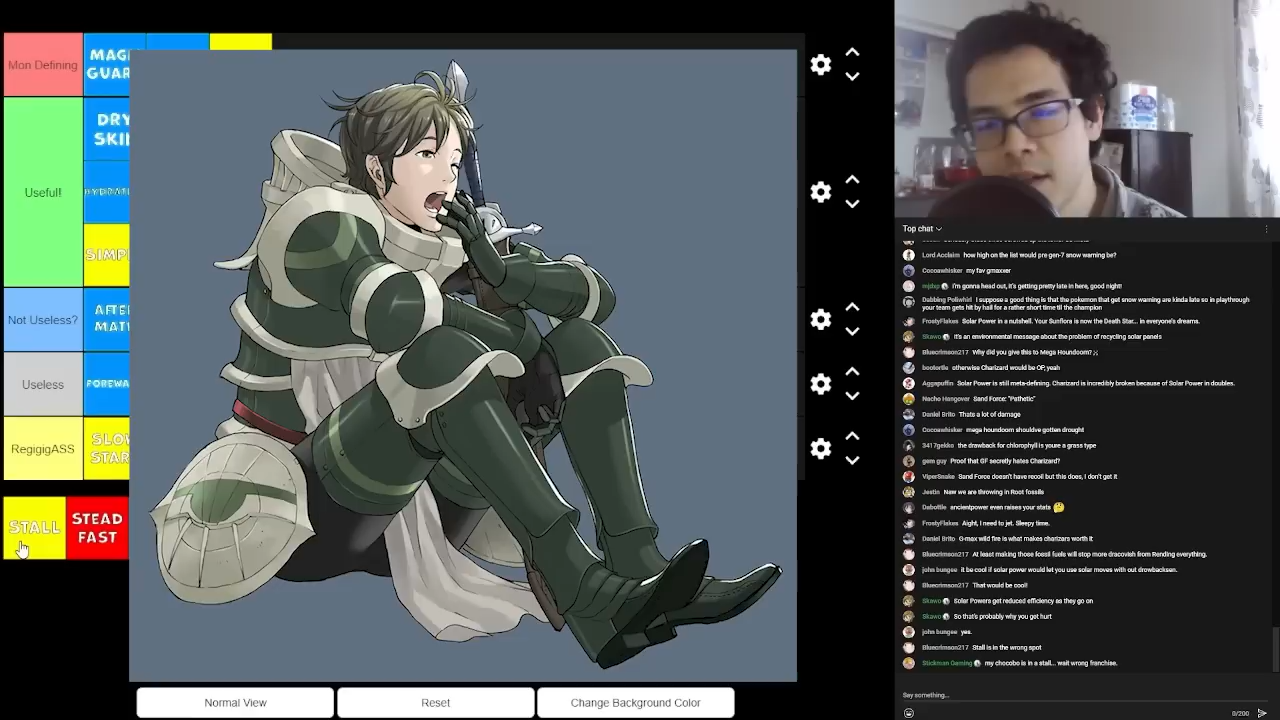 Mon Defining
MAGI
GUAR
Useful!
DRY
SKIN
HYDRATI
SIMPL
Not Useless?
AFTE
MAT
Useless
FOREWA
RegigigASS
SLOW
STAR
STALL
STEAD
FAST
Normal View
Reset
Change Background Color
Top chat
Lord Acclaim how high on the list would pre gen-7 snow warning be?
Cocoawhisker my fav gmaxxer
mjdxp I'm gonna head out, it's getting pretty late in here, good night!
Dabbing Poliwhirl I suppose a good thing is that the pokemon that get snow warning are kinda late so in playthrough
your team gets hit by hail for a rather short time til the champion
FrostyFlakes Solar Power in a nutshell. Your Sunflora is now the Death Star... in everyone's dreams.
Skawo it's an environmental message about the problem of recycling solar panels
Bluecrimson217 Why did you give this to Mega Houndoom?
bootortle otherwise Charizard would be OP, yeah
Aggapuffin Solar Power is still meta-defining. Charizard is incredibly broken because of Solar Power in doubles.
Nacho Hangover Sand Force: "Pathetic"
Daniel Brito Thats a lot of damage
Cocoawhisker mega houndoom shouldve gotten drought
S417gekko the drawback for chlorophyll is youre a grass type
gem guy Proof that GF secretly hates Charizard?
ViperSnake Sand Force doesn't have recoil but this does, I don't get it
Jestin Naw we are throwing in Root fossils
Dabottle ancientpower even raises your stats 🤔
FrostyFlakes Aight, I need to jet. Sleepy time.
Daniel Brito G-max wild fire is what makes charizars worth it
Bluecrimson217 At least making those fossil fuels will stop more dracovish from Rending everything.
john bungee it be cool if solar power would let you use solar moves with out drowbacksen.
Bluecrimson217 That would be cool!
Skawo Solar Powers get reduced efficiency as they go on
Skawo So that's probably why you get hurt
john bungee yes.
Bluecrimson217 Stall is in the wrong spot
Stickman Gaming my chocobo is in a stall... wait wrong franchise.
Say something...
0/200